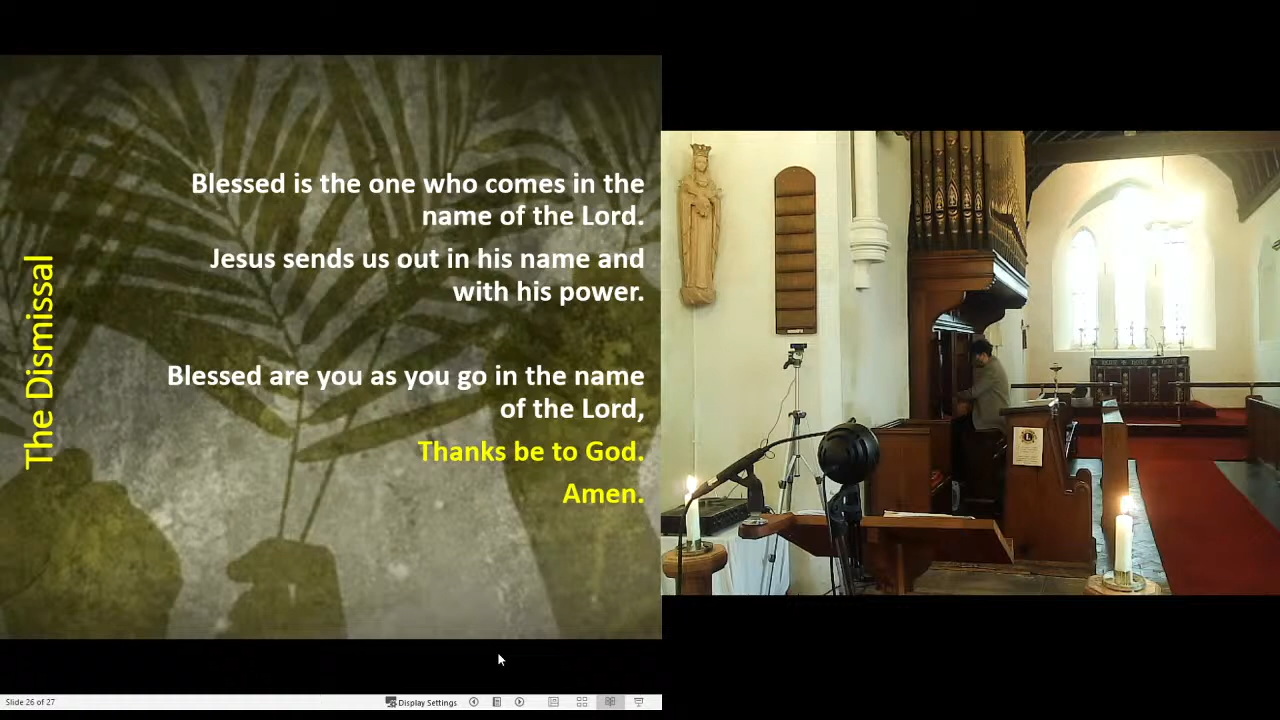 The Dismissal
Blessed is the one who comes in the
name of the Lord.
Jesus sends us out in his name and
with his power.
Blessed are you as you go in the name
of the Lord,
Thanks be to God.
Amen.
Slide 26 of 27
Display Settings